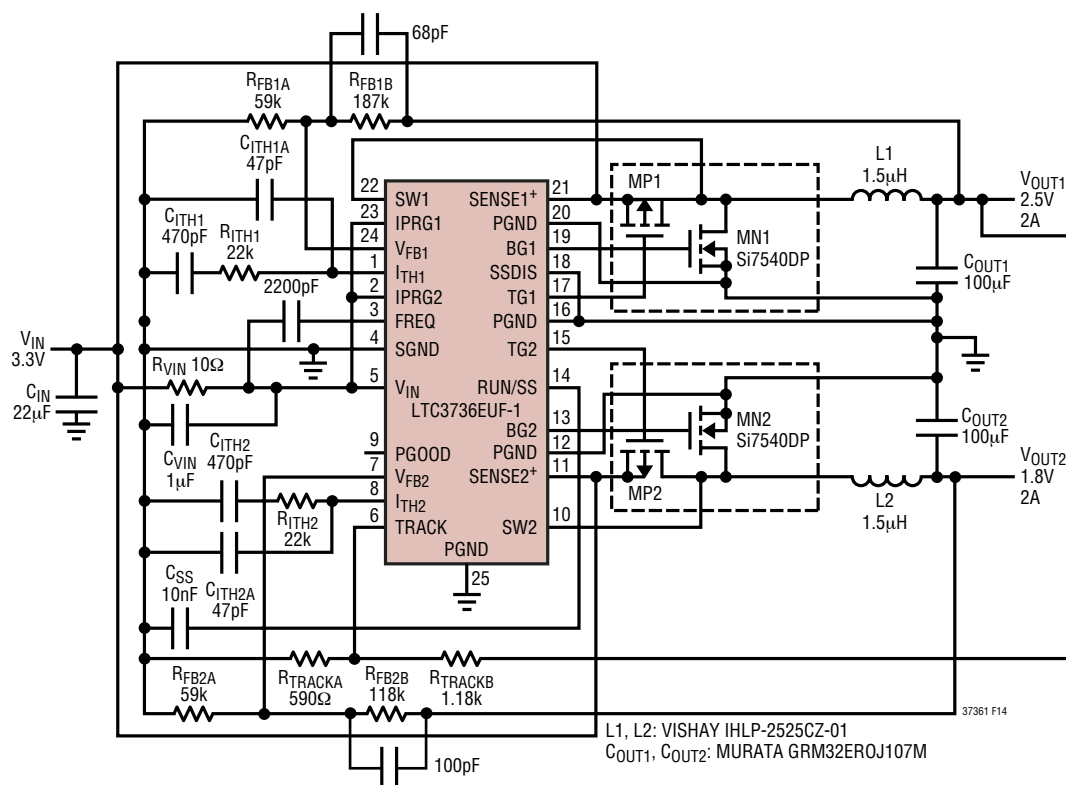 68pF
RFB1A
59k
RFB1B
187k
CITH1A
47pF
CITH1
470pF
RITH1
22k
2200pF
VIN
3.3V
CIN
22µF
RVIN 10Ω
CVIN
1µF
CITH2
470pF
RITH2
22k
CITH2A
47pF
CSS
10nF
RFB2A
59k
RTRACKA
590Ω
RFB2B
118k
RTRACKB
1.18k
100pF
22 SW1
23 IPRG1
24 VFB1
1 ITH1
2 IPRG2
3 FREQ
4 SGND
5 VIN
LTC3736EUF-1
9 PGOOD
7 VFB2
8 ITH2
6 TRACK
PGND
25
SENSE1+ 21
PGND 20
BG1 19
SSDIS 18
TG1 17
PGND 16
TG2 15
RUN/SS 14
BG2 13
PGND 12
SENSE2+ 11
SW2 10
MP1
MN1
Si7540DP
L1
1.5µH
VOUT1
2.5V
2A
COUT1
100µF
MN2
Si7540DP
MP2
COUT2
100µF
L2
1.5µH
VOUT2
1.8V
2A
37361 F14
L1, L2: VISHAY IHLP-2525CZ-01
COUT1, COUT2: MURATA GRM32EROJ107M